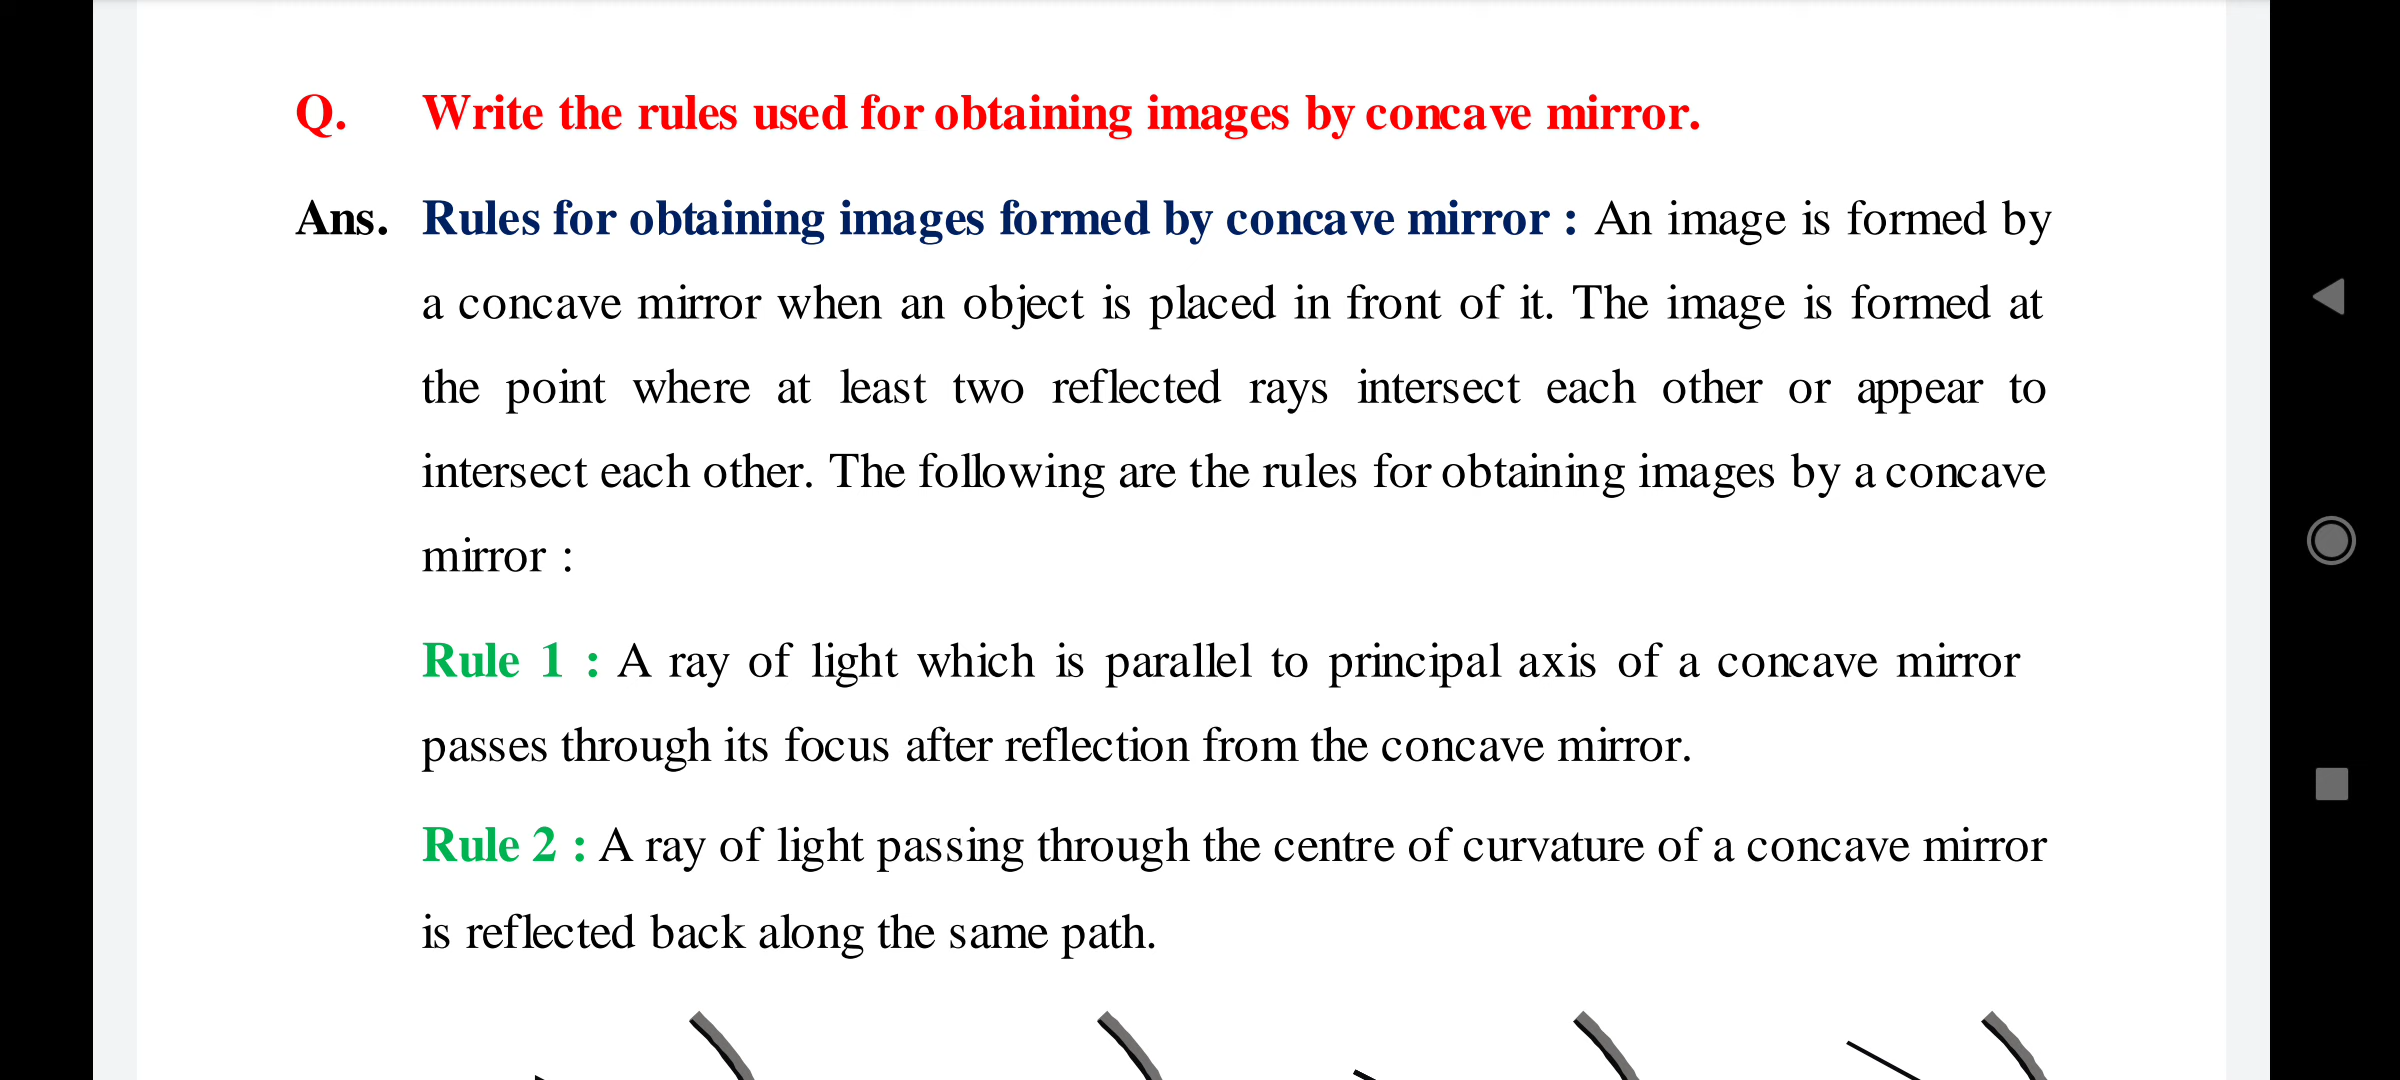 Q. Write the rules used for obtaining images by concave mirror.
Ans. Rules for obtaining images formed by concave mirror : An image is formed by
a concave mirror when an object is placed in front of it. The image is formed at
the point where at least two reflected rays intersect each other or appear to
intersect each other. The following are the rules for obtaining images by a concave
mirror :
Rule 1 : A ray of light which is parallel to principal axis of a concave mirror
passes through its focus after reflection from the concave mirror.
Rule 2 : A ray of light passing through the centre of curvature of a concave mirror
is reflected back along the same path.